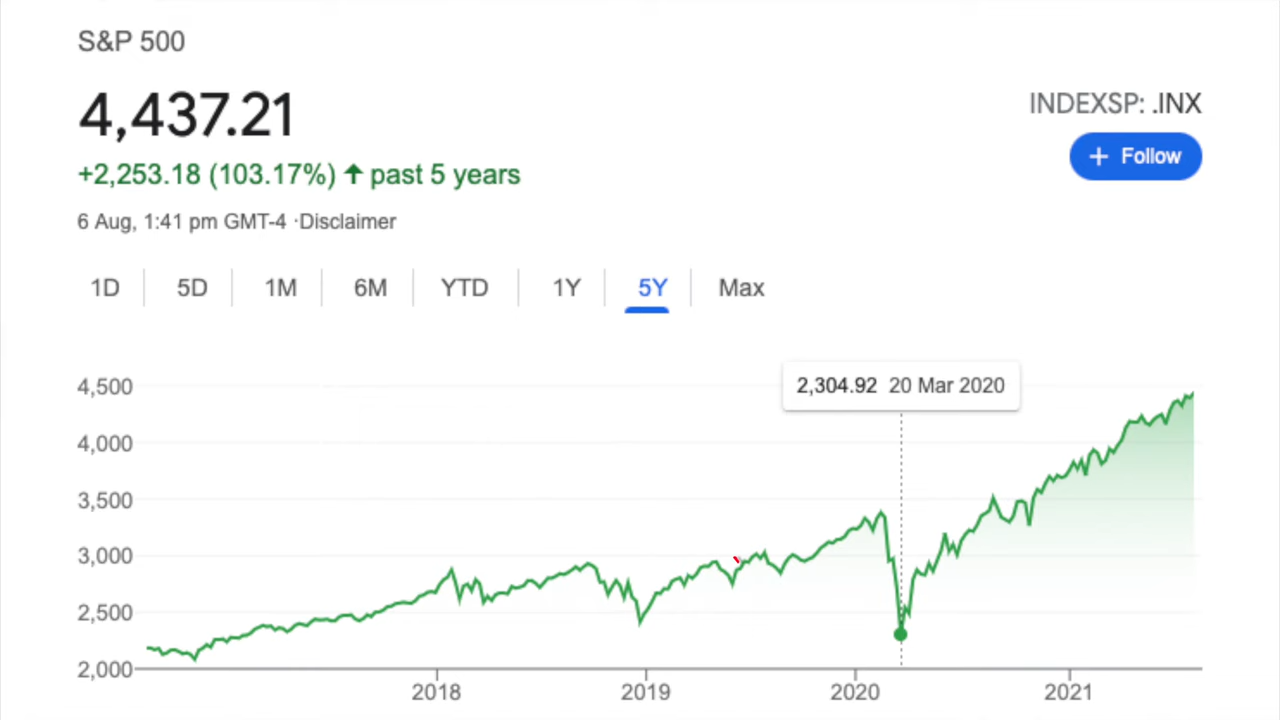 S&P 500
4,437.21
INDEXSP: .INX
+2,253.18 (103.17%) ↑ past 5 years
+ Follow
6 Aug, 1:41 pm GMT-4 ·Disclaimer
1D 5D 1M 6M YTD 1Y 5Y Max
2,304.92 20 Mar 2020
4,500
4,000
3,500
3,000
2,500
2,000
2018 2019 2020 2021